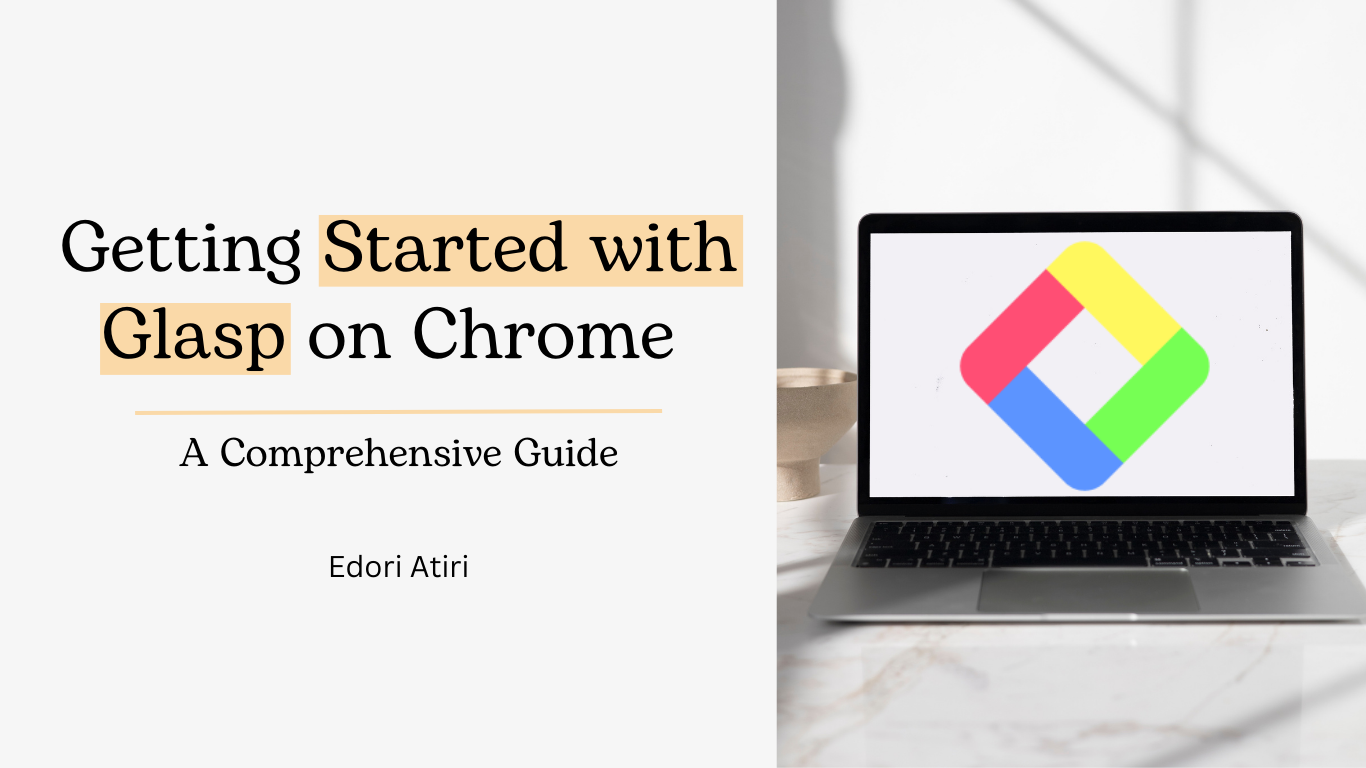 Getting Started with
Glasp on Chrome
A Comprehensive Guide
Edori Atiri